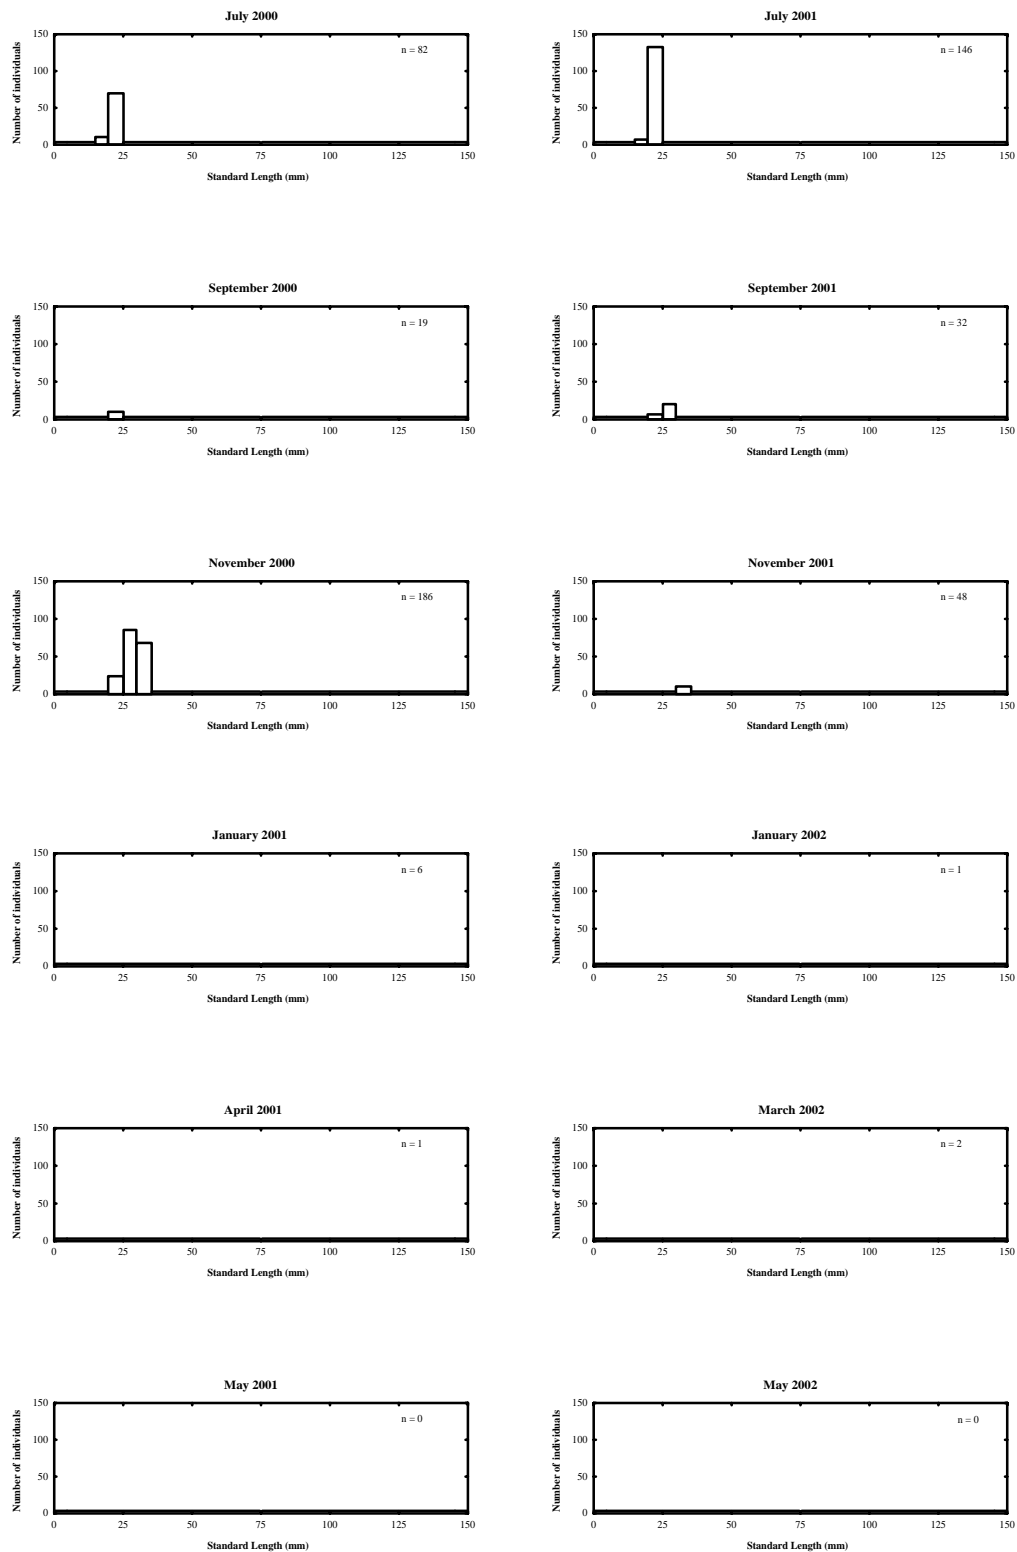 July 2000
150
100
50
0
0 25 50 75 100 125 150
Number of individuals
Standard Length (mm)
n = 82
July 2001
150
100
50
0
0 25 50 75 100 125 150
Number of individuals
Standard Length (mm)
n = 146
September 2000
150
100
50
0
0 25 50 75 100 125 150
Number of individuals
Standard Length (mm)
n = 19
September 2001
150
100
50
0
0 25 50 75 100 125 150
Number of individuals
Standard Length (mm)
n = 32
November 2000
150
100
50
0
0 25 50 75 100 125 150
Number of individuals
Standard Length (mm)
n = 186
November 2001
150
100
50
0
0 25 50 75 100 125 150
Number of individuals
Standard Length (mm)
n = 48
January 2001
150
100
50
0
0 25 50 75 100 125 150
Number of individuals
Standard Length (mm)
n = 6
January 2002
150
100
50
0
0 25 50 75 100 125 150
Number of individuals
Standard Length (mm)
n = 1
April 2001
150
100
50
0
0 25 50 75 100 125 150
Number of individuals
Standard Length (mm)
n = 1
March 2002
150
100
50
0
0 25 50 75 100 125 150
Number of individuals
Standard Length (mm)
n = 2
May 2001
150
100
50
0
0 25 50 75 100 125 150
Number of individuals
Standard Length (mm)
n = 0
May 2002
150
100
50
0
0 25 50 75 100 125 150
Number of individuals
Standard Length (mm)
n = 0